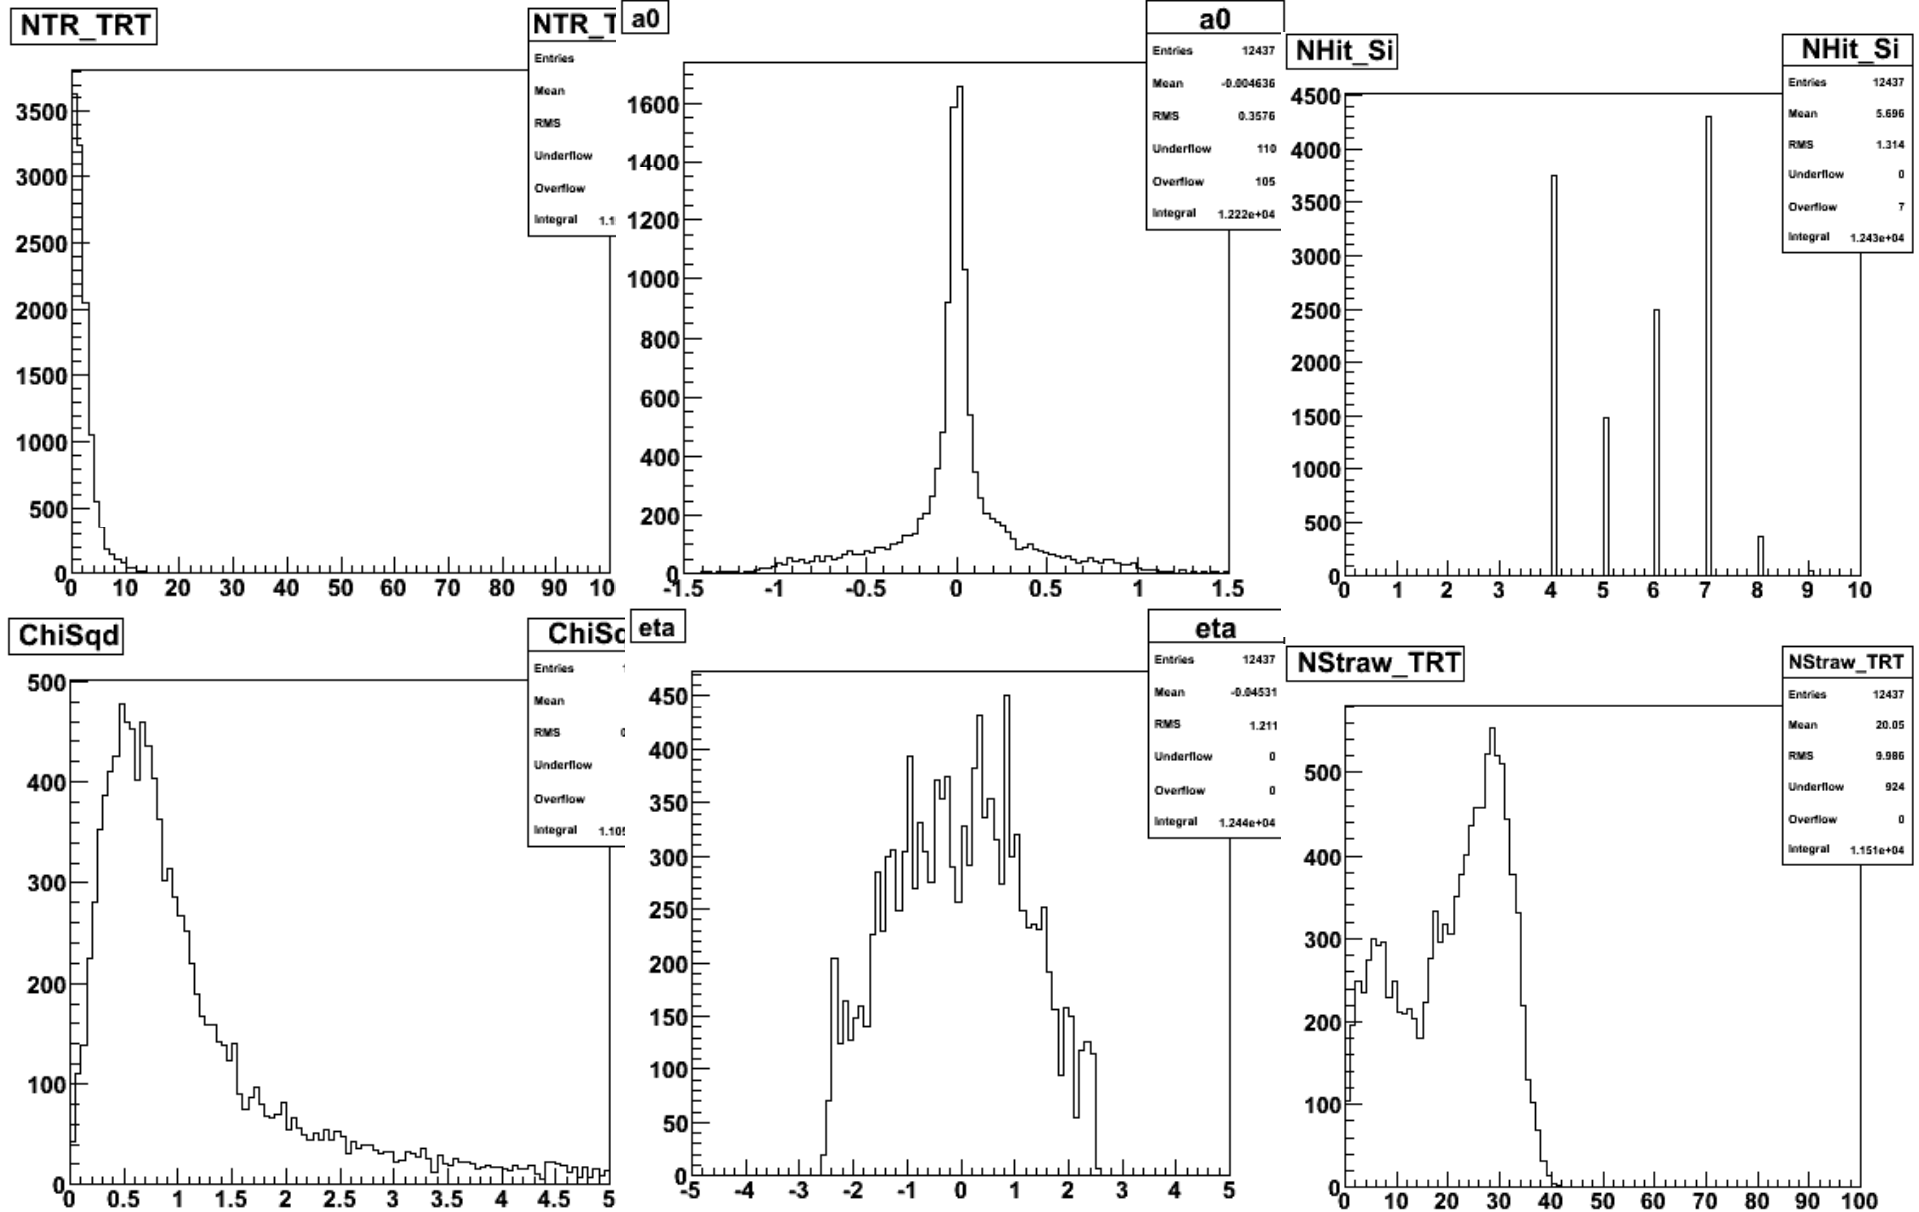 NTR_TRT
NTR_T
Entries
Mean
RMS
Underflow
Overflow
Integral 1.1
3500
3000
2500
2000
1500
1000
500
0
0 10 20 30 40 50 60 70 80 90 100
a0
a0
Entries 12437
Mean -0.004636
RMS 0.3576
Underflow 110
Overflow 105
Integral 1.222e+04
1600
1400
1200
1000
800
600
400
200
0
-1.5 -1 -0.5 0 0.5 1 1.5
NHit_Si
NHit_Si
Entries 12437
Mean 5.696
RMS 1.314
Underflow 0
Overflow 7
Integral 1.243e+04
4500
4000
3500
3000
2500
2000
1500
1000
500
0
0 1 2 3 4 5 6 7 8 9 10
ChiSqd
ChiSq
Entries
Mean
RMS 0
Underflow
Overflow
Integral 1.105
500
400
300
200
100
0
0 0.5 1 1.5 2 2.5 3 3.5 4 4.5 5
eta
eta
Entries 12437
Mean -0.04531
RMS 1.211
Underflow 0
Overflow 0
Integral 1.244e+04
450
400
350
300
250
200
150
100
50
0
-5 -4 -3 -2 -1 0 1 2 3 4 5
NStraw_TRT
NStraw_TRT
Entries 12437
Mean 20.05
RMS 9.986
Underflow 924
Overflow 0
Integral 1.151e+04
500
400
300
200
100
0
0 10 20 30 40 50 60 70 80 90 100